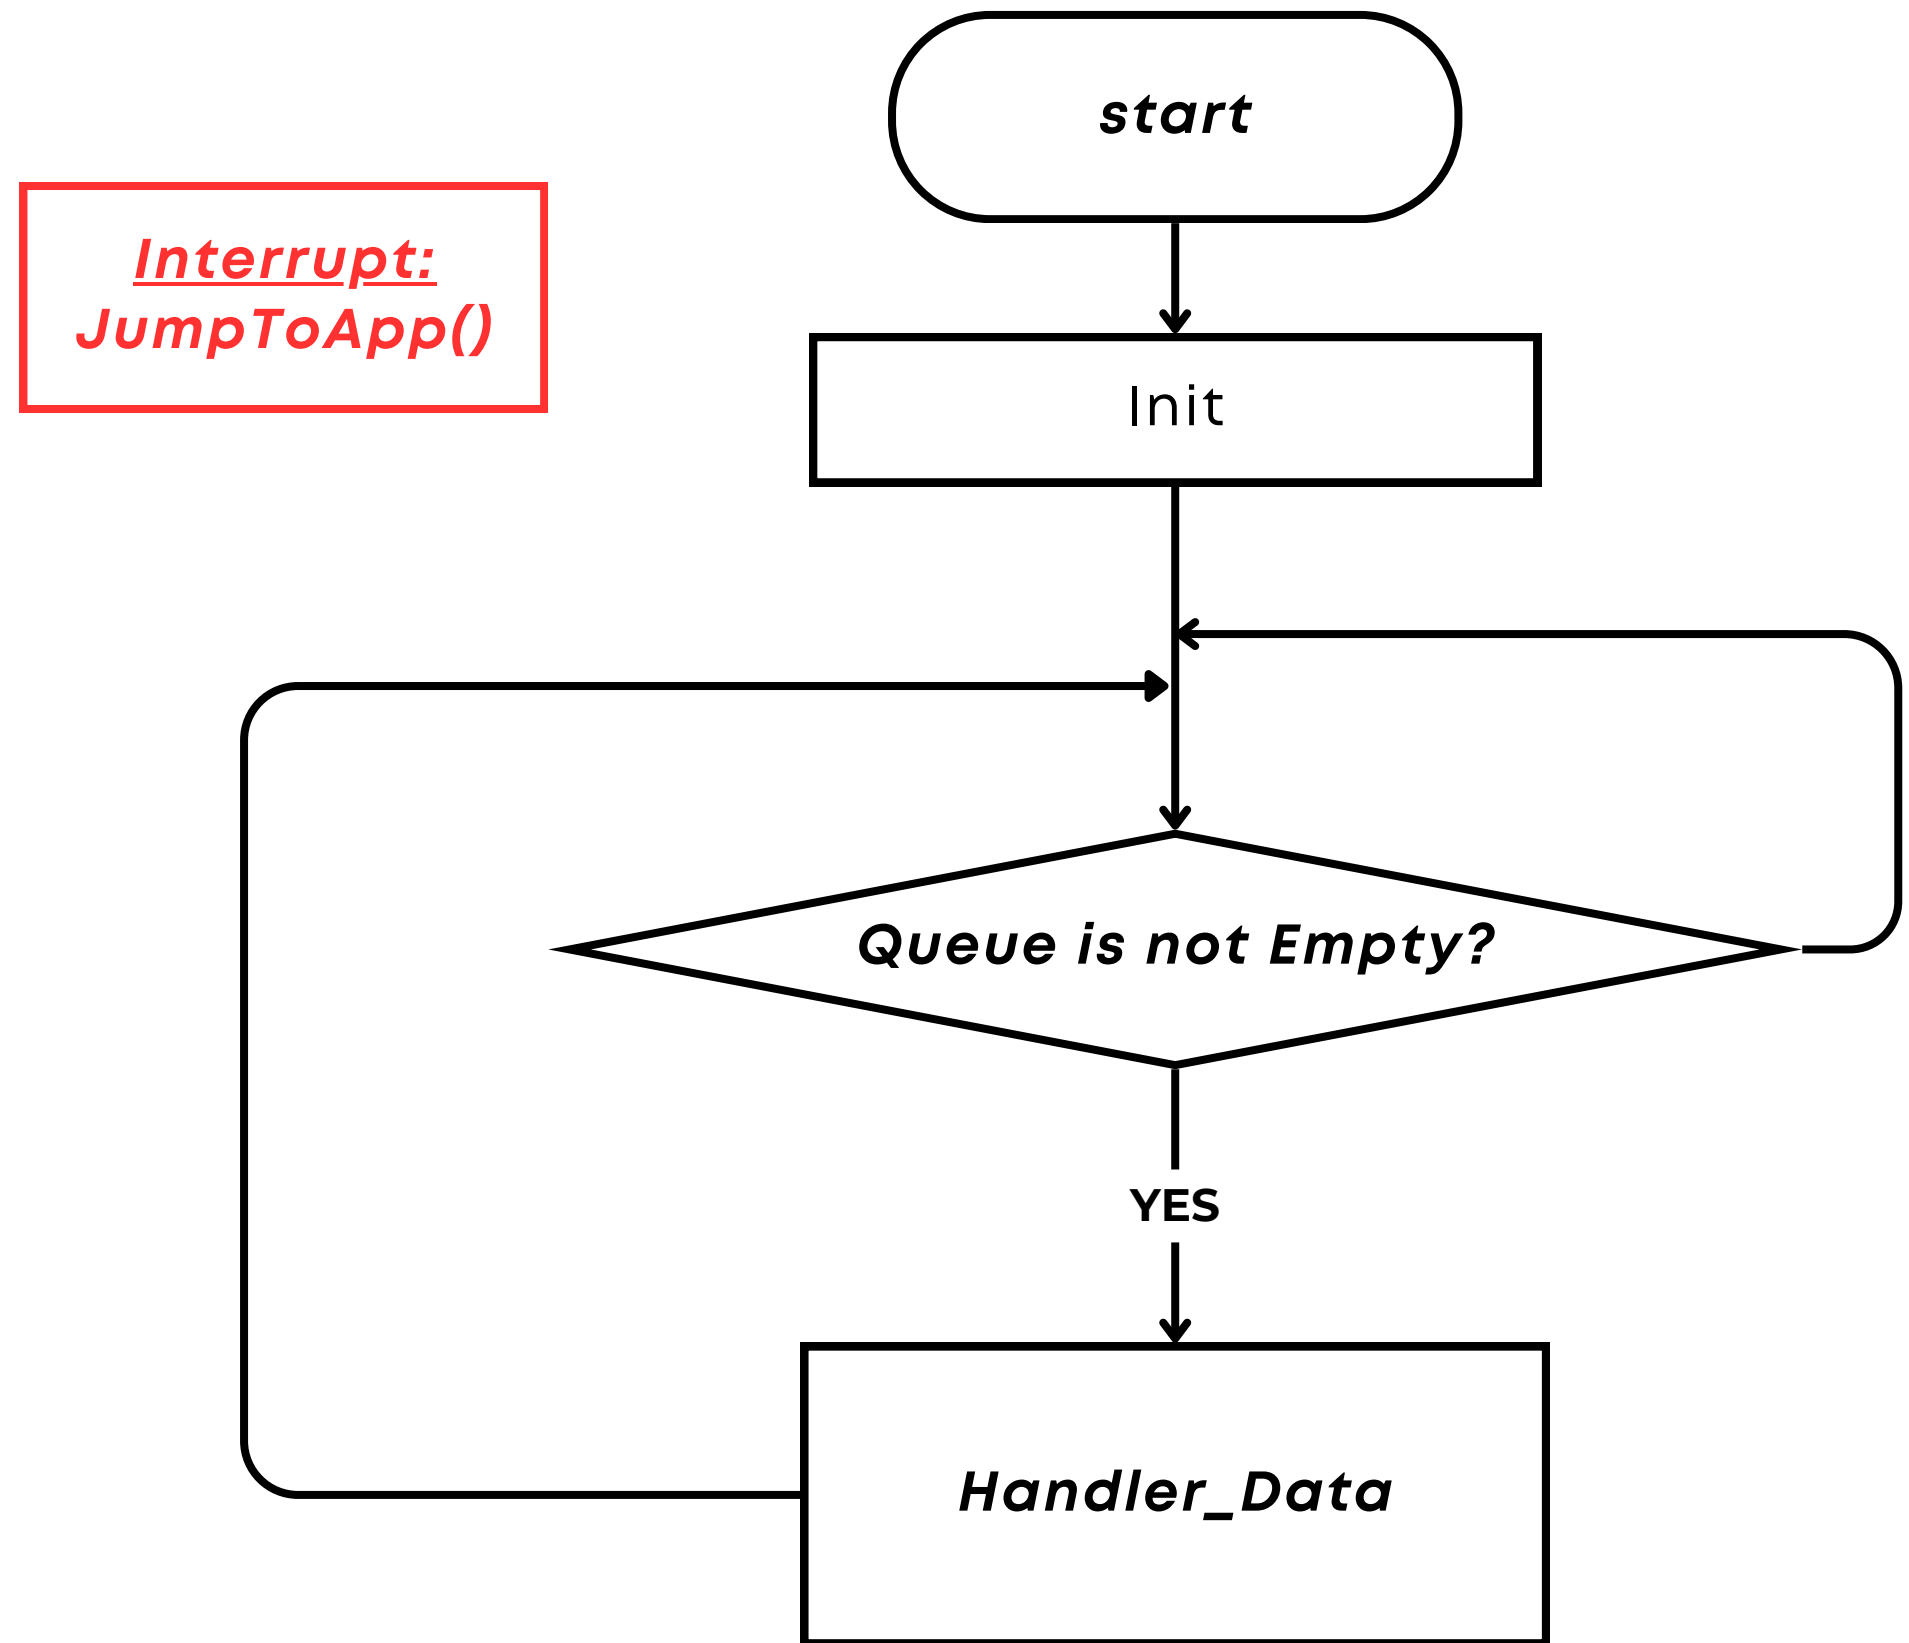 start
Interrupt:
JumpToApp()
Init
Queue is not Empty?
YES
Handler_Data